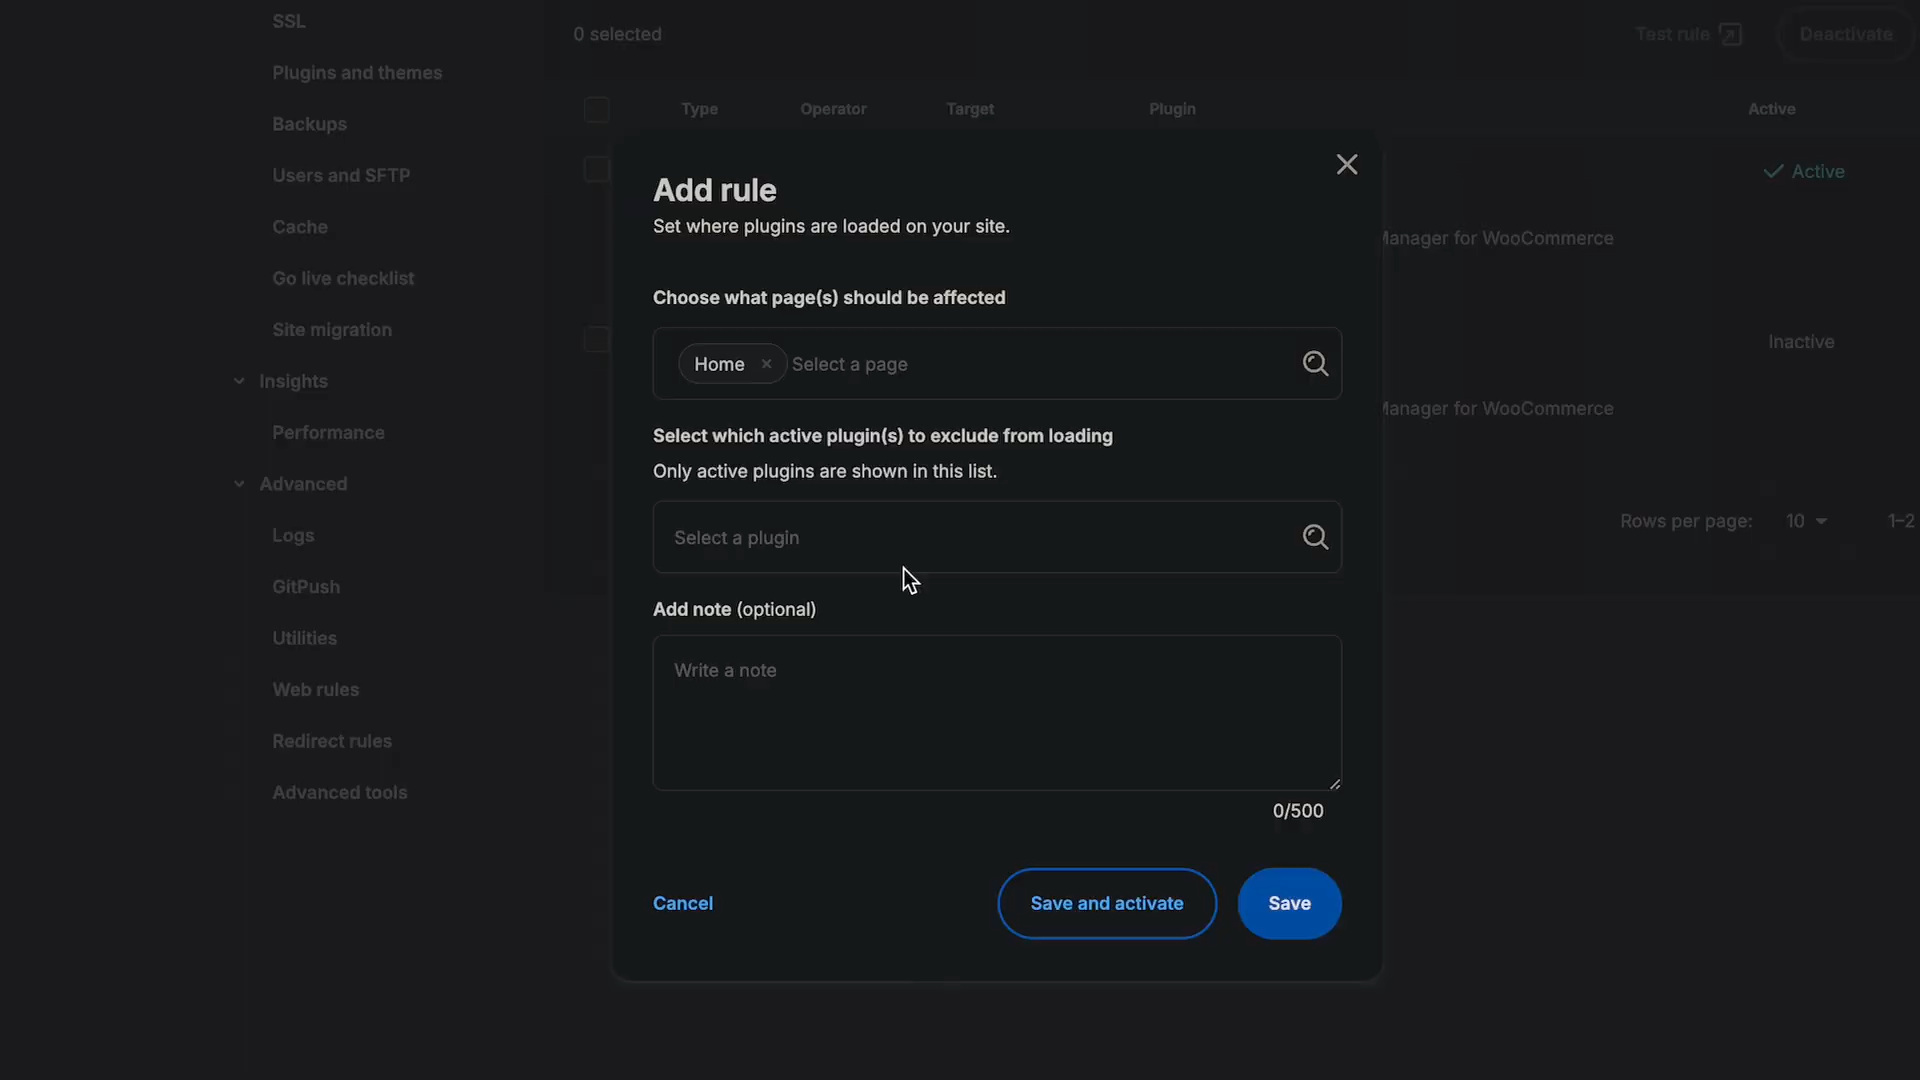 SSL
Plugins and themes
Backups
Users and SFTP
Cache
Go live checklist
Site migration
Insights
Performance
Advanced
Logs
GitPush
Utilities
Web rules
Redirect rules
Advanced tools
0 selected
Test rule
Deactivate
Type Operator Target Plugin Active
Active
Manager for WooCommerce
Inactive
Manager for WooCommerce
Rows per page: 10 1–2
Add rule
Set where plugins are loaded on your site.
Choose what page(s) should be affected
Home × Select a page
Select which active plugin(s) to exclude from loading
Only active plugins are shown in this list.
Select a plugin
Add note (optional)
Write a note
0/500
Cancel
Save and activate
Save